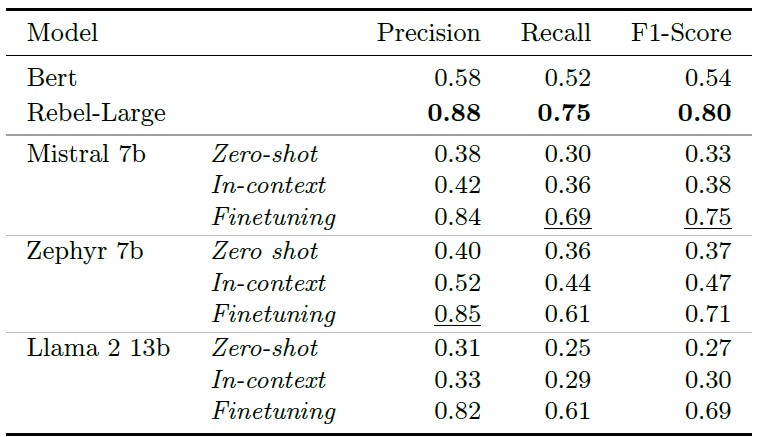 Model Precision Recall F1-Score
Bert 0.58 0.52 0.54
Rebel-Large 0.88 0.75 0.80
Mistral 7b Zero-shot 0.38 0.30 0.33
In-context 0.42 0.36 0.38
Finetuning 0.84 0.69 0.75
Zephyr 7b Zero shot 0.40 0.36 0.37
In-context 0.52 0.44 0.47
Finetuning 0.85 0.61 0.71
Llama 2 13b Zero-shot 0.31 0.25 0.27
In-context 0.33 0.29 0.30
Finetuning 0.82 0.61 0.69